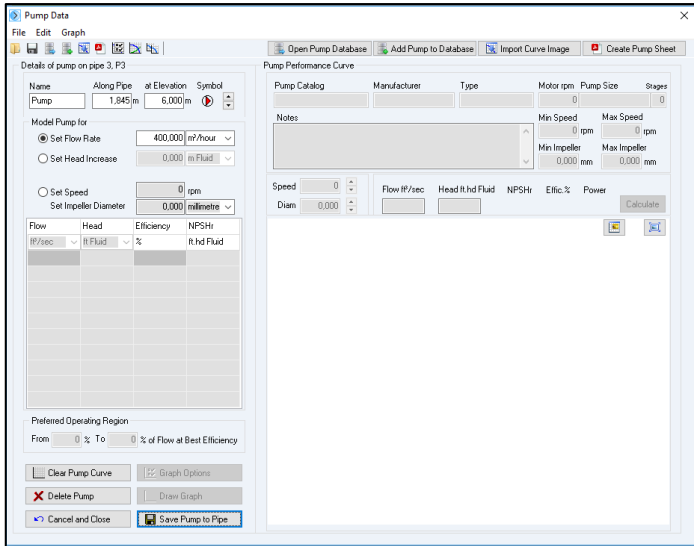 Pump Data
File Edit Graph
Open Pump Database Add Pump to Database Import Curve Image Create Pump Sheet
Details of pump on pipe 3, P3
Pump Performance Curve
Name Along Pipe at Elevation Symbol
Pump 1,845 m 6,000 m
Pump Catalog Manufacturer Type Motor rpm Pump Size Stages
0 0
Model Pump for
Set Flow Rate 400,000 m³/hour
Set Head Increase 0,000 m Fluid
Set Speed 0 rpm
Set Impeller Diameter 0,000 millimetre
Notes
Min Speed Max Speed
0 rpm 0 rpm
Min Impeller Max Impeller
0,000 mm 0,000 mm
Speed 0
Diam 0,000
Flow ft³/sec Head ft.hd Fluid NPSHr Effic.% Power
Calculate
Flow Head Efficiency NPSHr
ft³/sec ft Fluid % ft.hd Fluid
Preferred Operating Region
From 0 % To 0 % of Flow at Best Efficiency
Clear Pump Curve Graph Options
Delete Pump Draw Graph
Cancel and Close Save Pump to Pipe